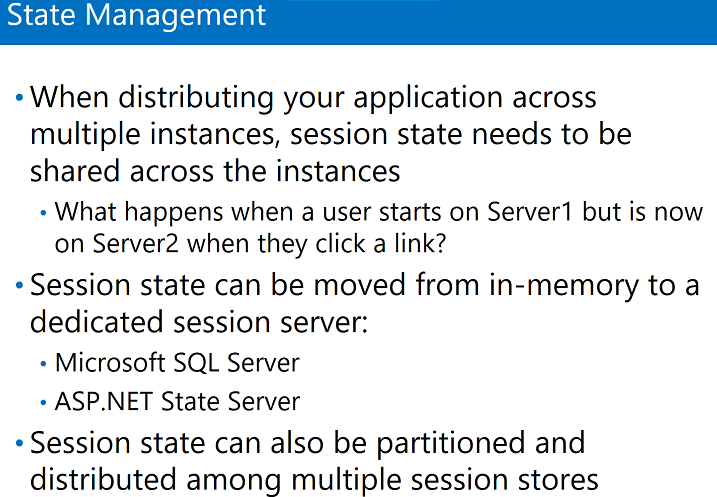 State Management
• When distributing your application across
multiple instances, session state needs to be
shared across the instances
• What happens when a user starts on Server1 but is now
on Server2 when they click a link?
• Session state can be moved from in-memory to a
dedicated session server:
• Microsoft SQL Server
• ASP.NET State Server
• Session state can also be partitioned and
distributed among multiple session stores